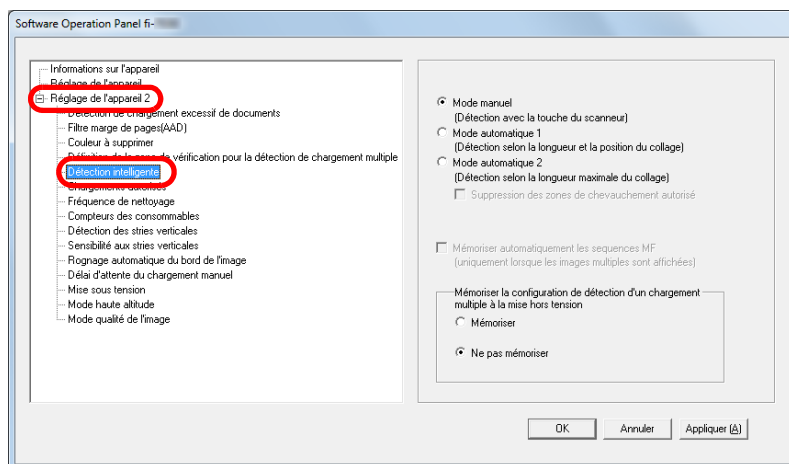 Software Operation Panel fi-
Informations sur l'appareil
Réglage de l'appareil
Réglage de l'appareil 2
Détection de chargement excessif de documents
Filtre marge de pages(AAD)
Couleur à supprimer
Définition de la zone de vérification pour la détection de chargement multiple
Détection intelligente
Chargements autorisés
Fréquence de nettoyage
Compteurs des consommables
Détection des stries verticales
Sensibilité aux stries verticales
Rognage automatique du bord de l'image
Délai d'attente du chargement manuel
Mise sous tension
Mode haute altitude
Mode qualité de l'image
Mode manuel
(Détection avec la touche du scanneur)
Mode automatique 1
(Détection selon la longueur et la position du collage)
Mode automatique 2
(Détection selon la longueur maximale du collage)
Suppression des zones de chevauchement autorisé
Mémoriser automatiquement les sequences MF
(uniquement lorsque les images multiples sont affichées)
Mémoriser la configuration de détection d'un chargement
multiple à la mise hors tension
Mémoriser
Ne pas mémoriser
OK
Annuler
Appliquer (A)